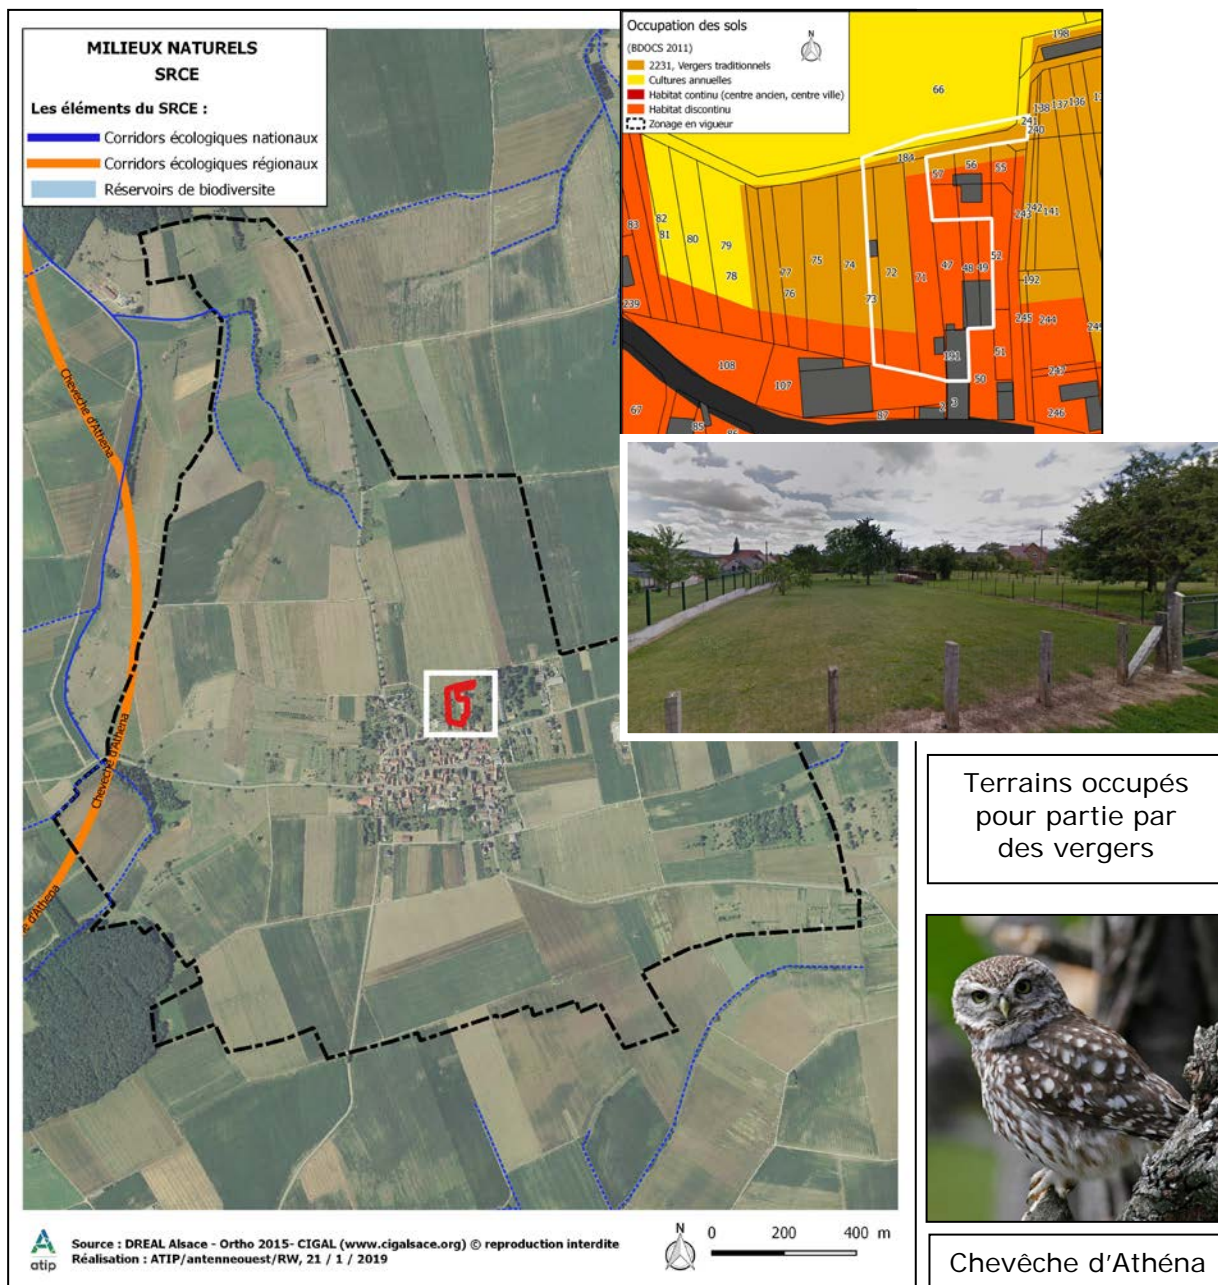 MILIEUX NATURELS
SRCE
Les éléments du SRCE :
Corridors écologiques nationaux
Corridors écologiques régionaux
Réservoirs de biodiversite
Occupation des sols
(BDOCS 2011)
N
2231, Vergers traditionnels
Cultures annuelles
Habitat continu (centre ancien, centre ville)
Habitat discontinu
Zonage en vigueur
198
66
138
137
136
241
240
184
56
55
57
83
82
81
80
79
78
77
76
75
74
72
73
71
47
48
49
52
242
141
243
192
239
245
244
108
107
191
51
50
247
246
67
85
87
2
3
Chevêche d'Athéna
Chevêche d'Athéna
e d'Athéna
Terrains occupés
pour partie par
des vergers
Chevêche d'Athéna
atip
Source : DREAL Alsace - Ortho 2015- CIGAL (www.cigalsace.org) © reproduction interdite
Réalisation : ATIP/antenneouest/RW, 21 / 1 / 2019
N
0 200 400 m